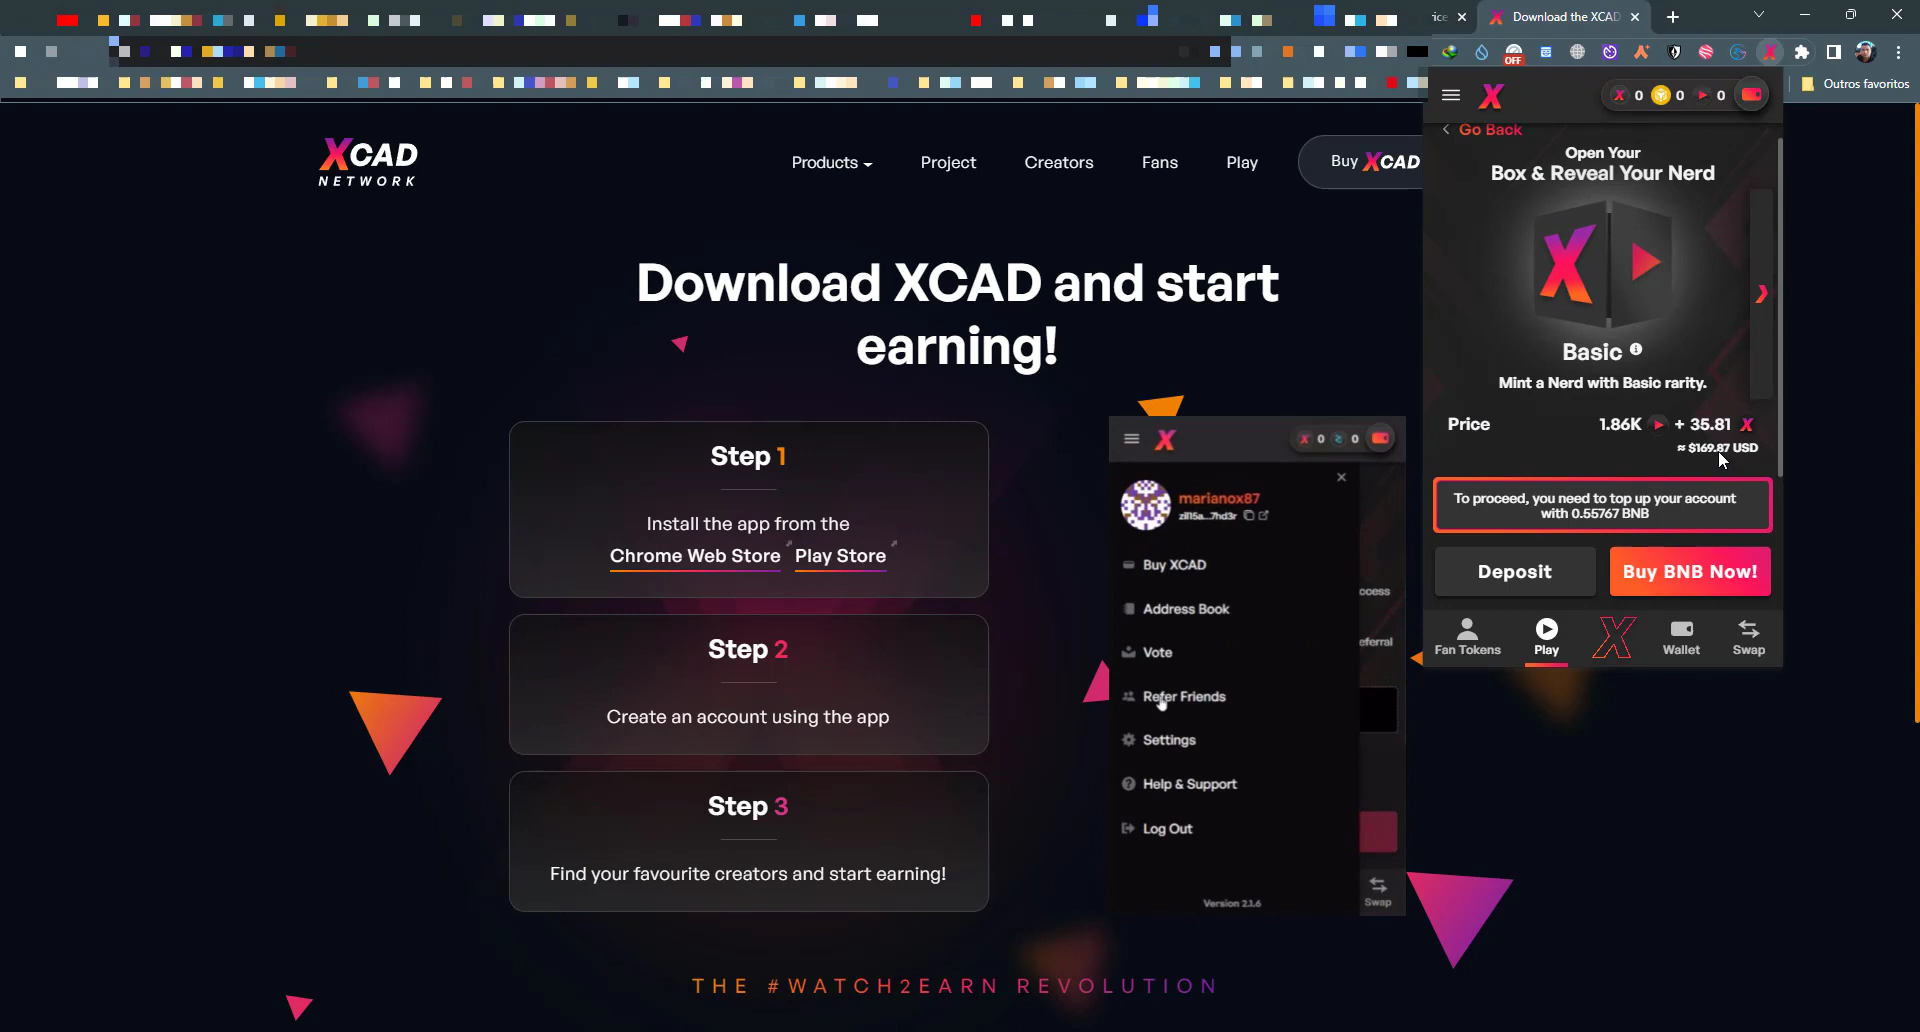 rice
Download the XCAD
OFF
Outros favoritos
XCAD
NETWORK
Products
Project
Creators
Fans
Play
Buy XCAD
Download XCAD and start
earning!
Step 1
Install the app from the
Chrome Web Store Play Store
Step 2
Create an account using the app
Step 3
Find your favourite creators and start earning!
THE #WATCH2EARN REVOLUTION
X 0 0
marianox87
zil15a...7hd3r
Buy XCAD
Address Book
Vote
Refer Friends
Settings
Help & Support
Log Out
Version 2.1.6
ccess
eferral
Swap
X 0 0 0
Go Back
Open Your
Box & Reveal Your Nerd
X
Basic
Mint a Nerd with Basic rarity.
Price 1.86K + 35.81 X
≈ $169.87 USD
To proceed, you need to top up your account
with 0.55767 BNB
Deposit
Buy BNB Now!
Fan Tokens
Play
X
Wallet
Swap